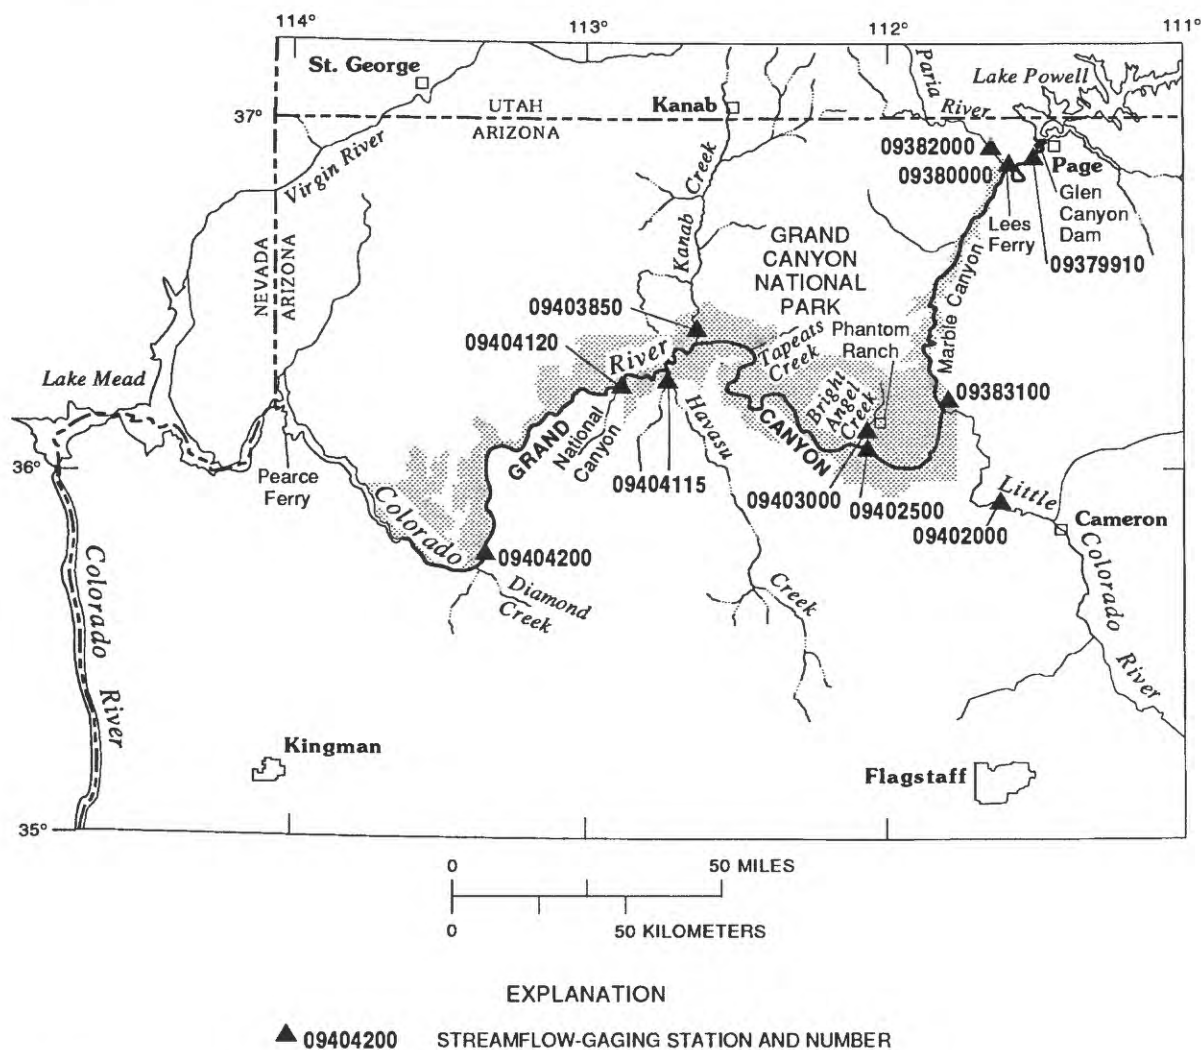 114°
113°
112°
111°
St. George
Kanab
Paria
River
Lake Powell
37°
UTAH
ARIZONA
Virgin River
Kanab
Creek
09382000
09380000
Page
Glen
Canyon
Dam
Lees
Ferry
09379910
NEVADA
ARIZONA
GRAND
CANYON
NATIONAL
PARK
Marble Canyon
09403850
09404120
River
Tapeats
Creek
Phantom
Ranch
Bright
Angel
Creek
09383100
Lake Mead
GRAND
CANYON
National
Canyon
Havasu
Creek
36°
Pearce
Ferry
09404115
09403000
09402500
Little
Colorado
River
09402000
Cameron
Colorado
09404200
Diamond
Creek
Colorado
River
Kingman
Flagstaff
35°
0 50 MILES
0 50 KILOMETERS
EXPLANATION
09404200 STREAMFLOW-GAGING STATION AND NUMBER